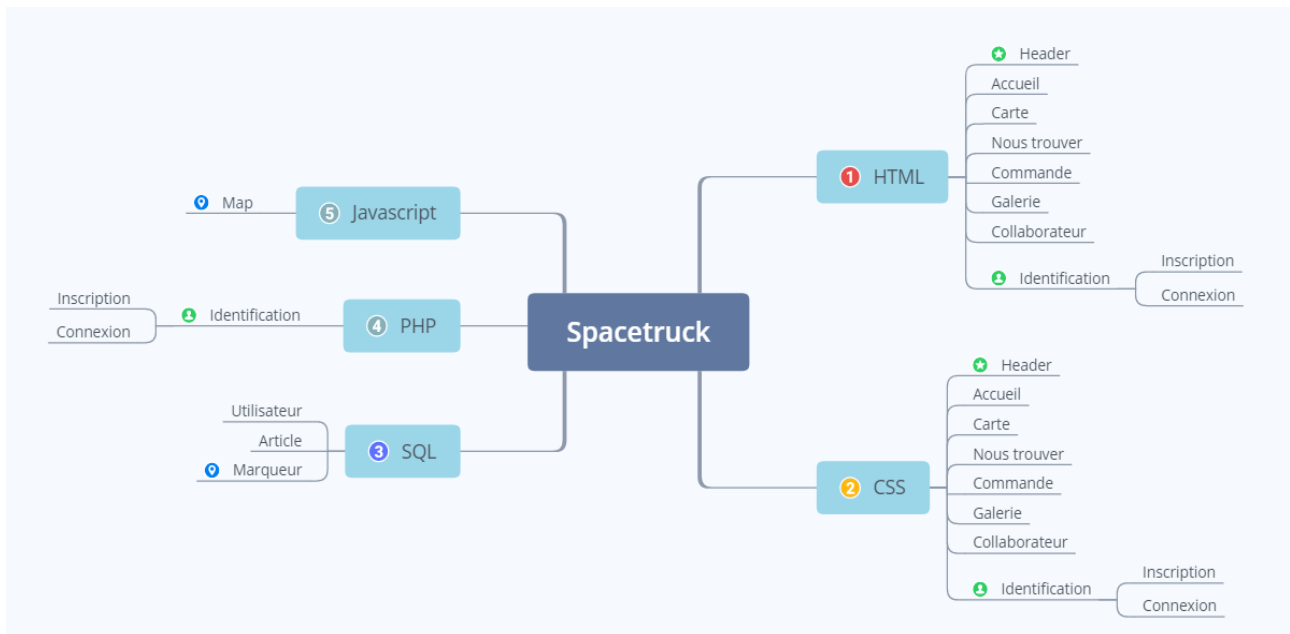 Spacetruck
1 HTML
Header
Accueil
Carte
Nous trouver
Commande
Galerie
Collaborateur
Identification
Inscription
Connexion
2 CSS
Header
Accueil
Carte
Nous trouver
Commande
Galerie
Collaborateur
Identification
Inscription
Connexion
3 SQL
Utilisateur
Article
Marqueur
4 PHP
Identification
Inscription
Connexion
5 Javascript
Map